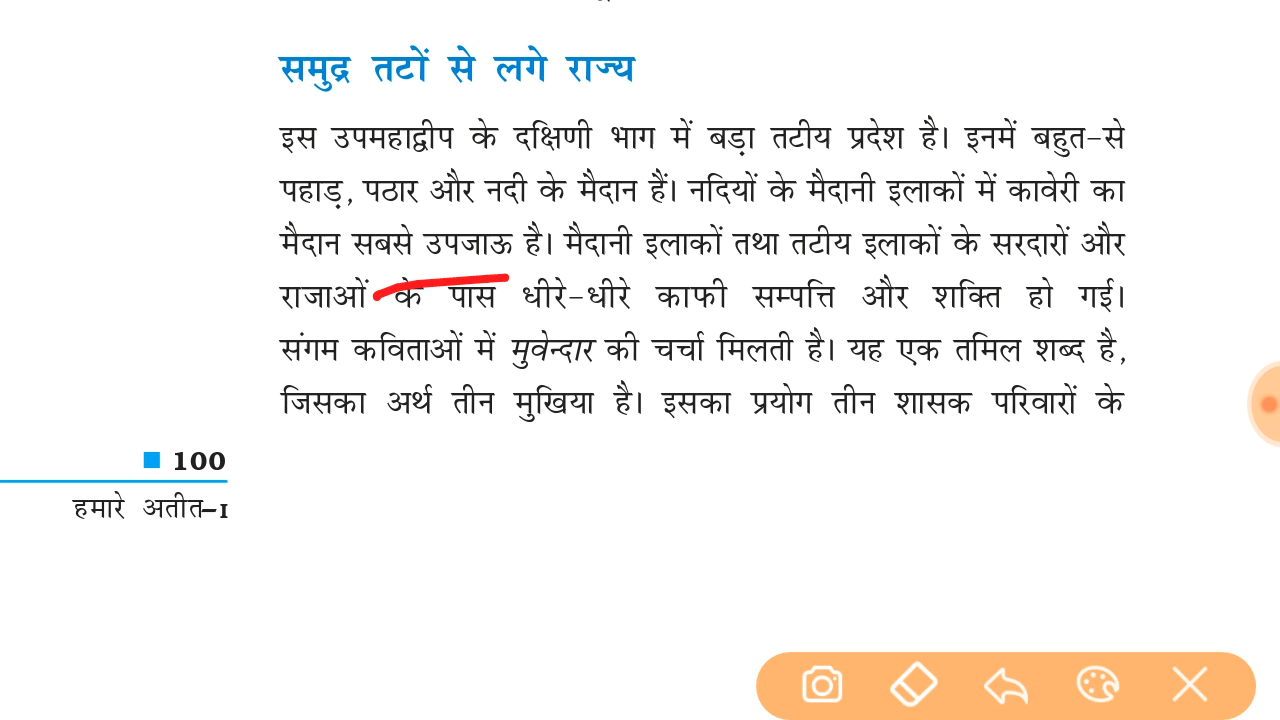 समुद्र तटों से लगे राज्य
इस उपमहाद्वीप के दक्षिणी भाग में बड़ा तटीय प्रदेश है। इनमें बहुत-से
पहाड़, पठार और नदी के मैदान हैं। नदियों के मैदानी इलाकों में कावेरी का
मैदान सबसे उपजाऊ है। मैदानी इलाकों तथा तटीय इलाकों के सरदारों और
राजाओं के पास धीरे-धीरे काफी सम्पत्ति और शक्ति हो गई।
संगम कविताओं में मुवेन्दार की चर्चा मिलती है। यह एक तमिल शब्द है,
जिसका अर्थ तीन मुखिया है। इसका प्रयोग तीन शासक परिवारों के
100
हमारे अतीत–I